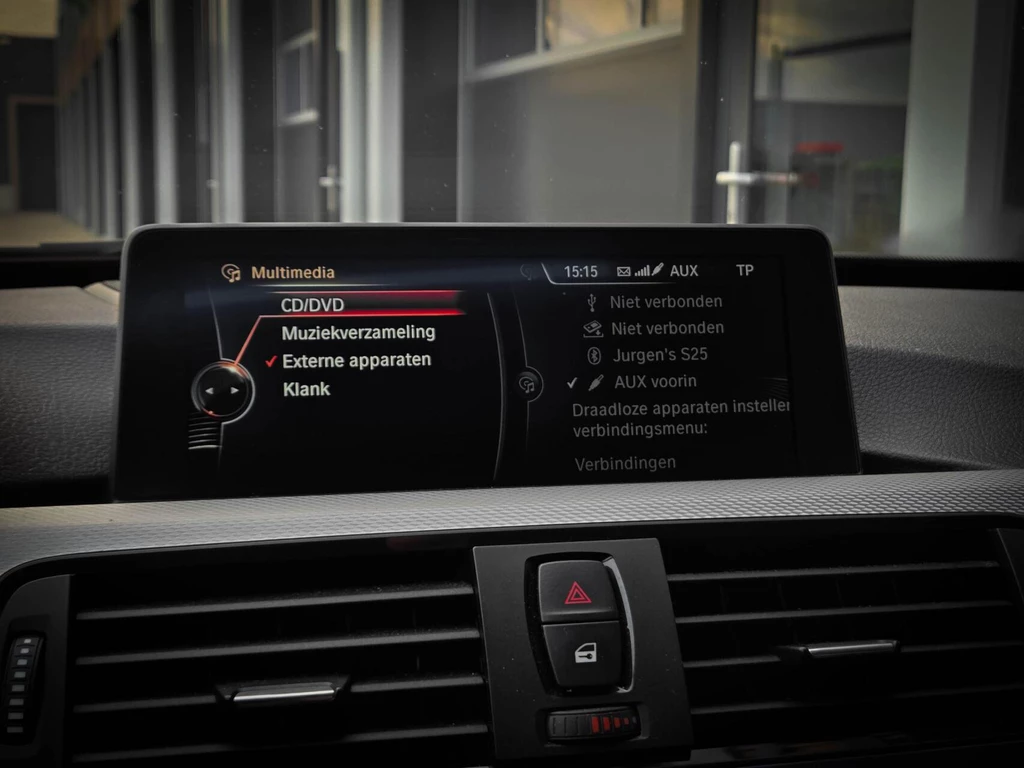 Multimedia
15:15 AUX TP
CD/DVD
Muziekverzameling
Externe apparaten
Klank
Niet verbonden
Niet verbonden
Jurgen's S25
AUX voorin
Draadloze apparaten instellen
verbindingsmenu:
Verbindingen